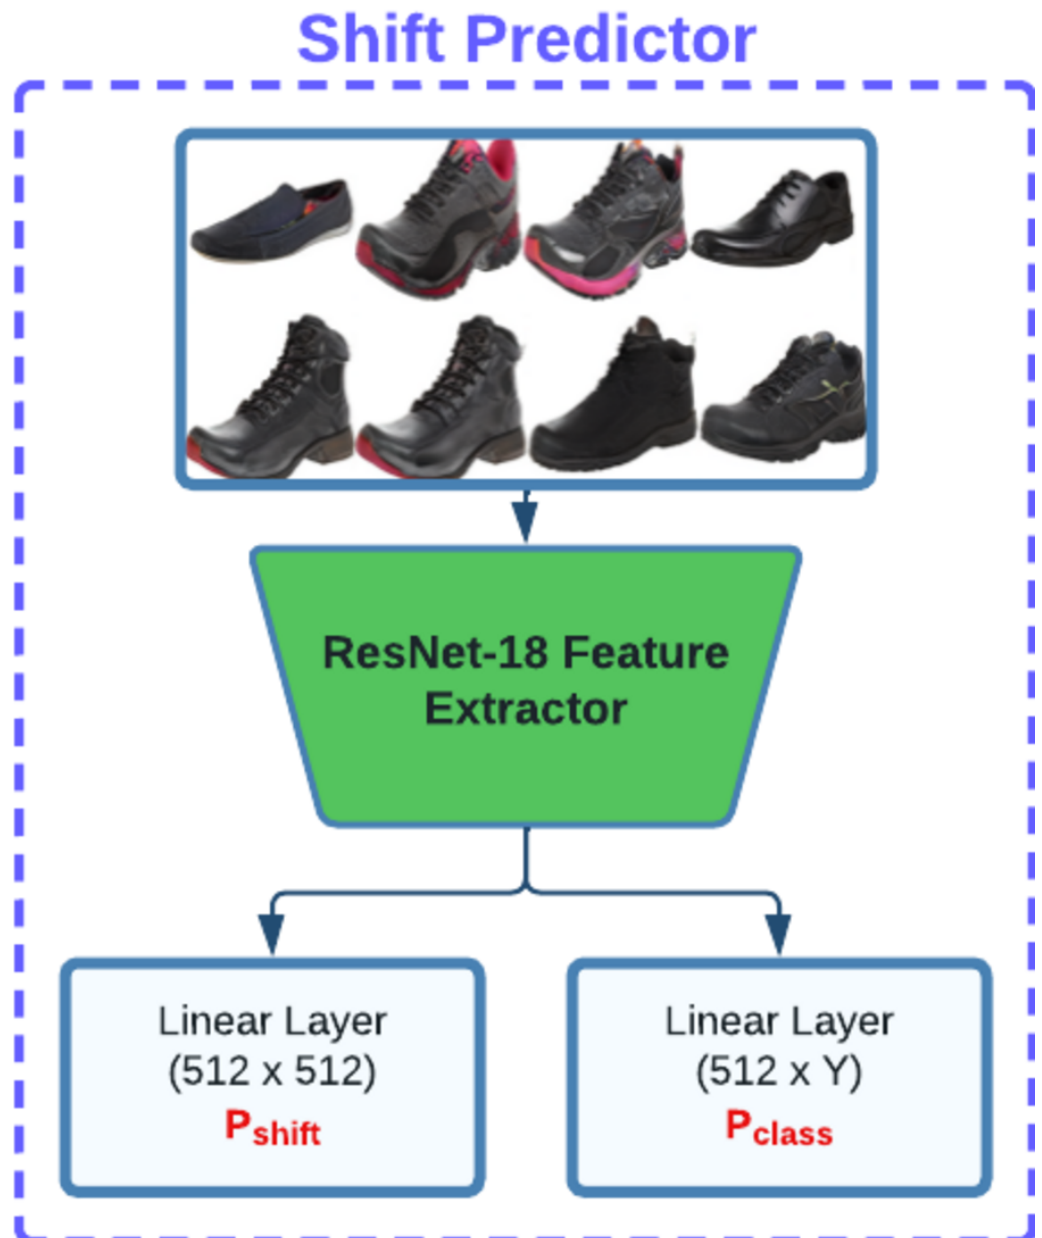 Shift Predictor
ResNet-18 Feature
Extractor
Linear Layer
(512 x 512)
Pshift
Linear Layer
(512 x Y)
Pclass